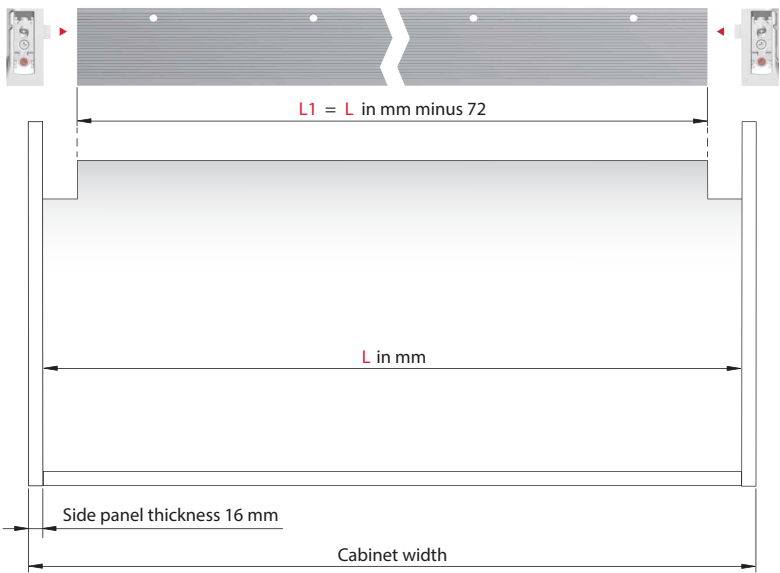 L1 = L in mm minus 72
L in mm
Side panel thickness 16 mm
Cabinet width